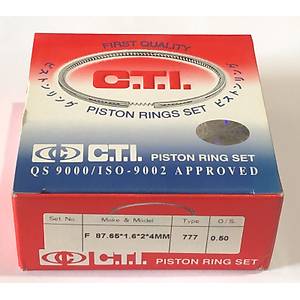 FIRST QUALITY
C.T.I.
PISTON RINGS SET
ピストンリング
ピストンリング
C.T.I. PISTON RING SET
QS 9000/ISO-9002 APPROVED
Set No. Make & Model Type O/S.
F 87.65*1.6*2*4MM 777 0.50
C.T.I. PISTON RING SET